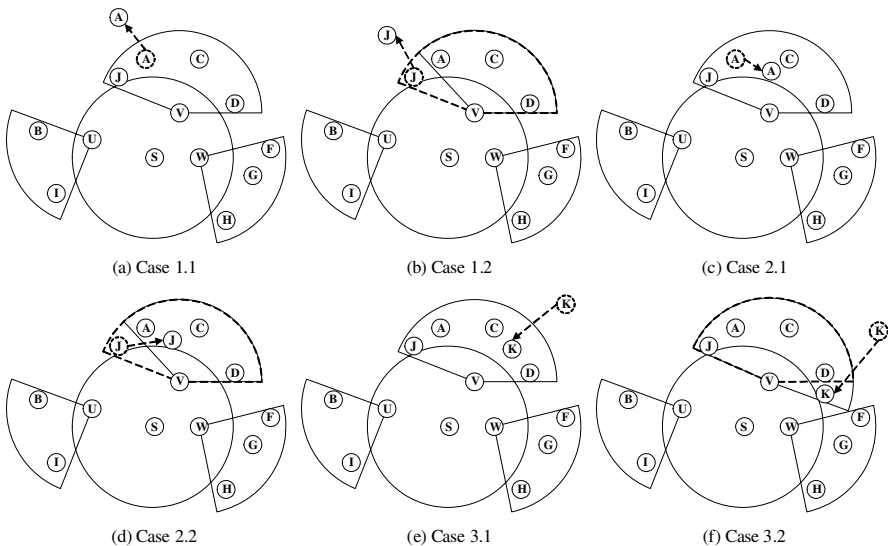 A
A
C
J
D
V
B
U
S
W
F
G
I
H
(a) Case 1.1
J
A
C
J
D
V
B
U
S
W
F
G
I
H
(b) Case 1.2
A
A
C
J
D
V
B
U
S
W
F
G
I
H
(c) Case 2.1
A
C
J
J
D
V
B
U
S
W
F
G
I
H
(d) Case 2.2
K
A
C
J
K
D
V
B
U
S
W
F
G
I
H
(e) Case 3.1
K
A
C
J
D
V
K
B
U
S
W
F
G
I
H
(f) Case 3.2